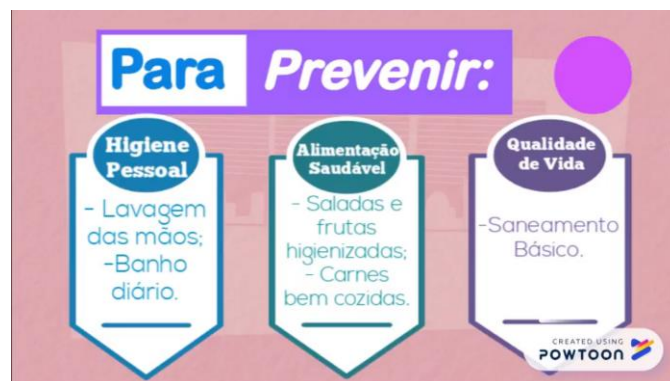 Para Prevenir:
Higiene
Pessoal
- Lavagem
das mãos;
-Banho
diário.
Alimentação
Saudável
- Saladas e
frutas
higienizadas;
- Carnes
bem cozidas.
Qualidade
de Vida
-Saneamento
Básico.
CREATED USING
POWTOON